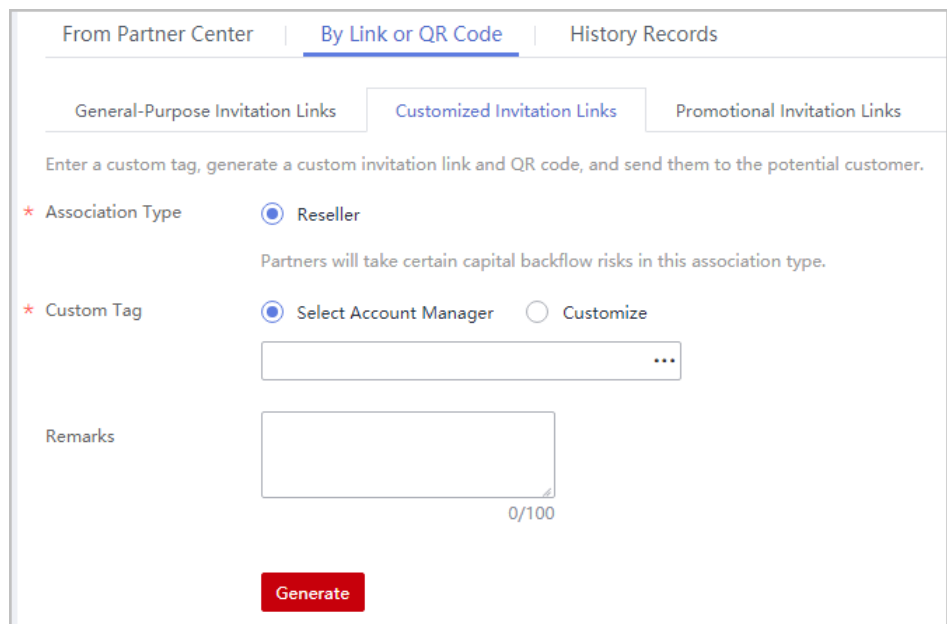 From Partner Center By Link or QR Code History Records
General-Purpose Invitation Links Customized Invitation Links Promotional Invitation Links
Enter a custom tag, generate a custom invitation link and QR code, and send them to the potential customer.
* Association Type Reseller
Partners will take certain capital backflow risks in this association type.
* Custom Tag Select Account Manager Customize
...
Remarks
0/100
Generate